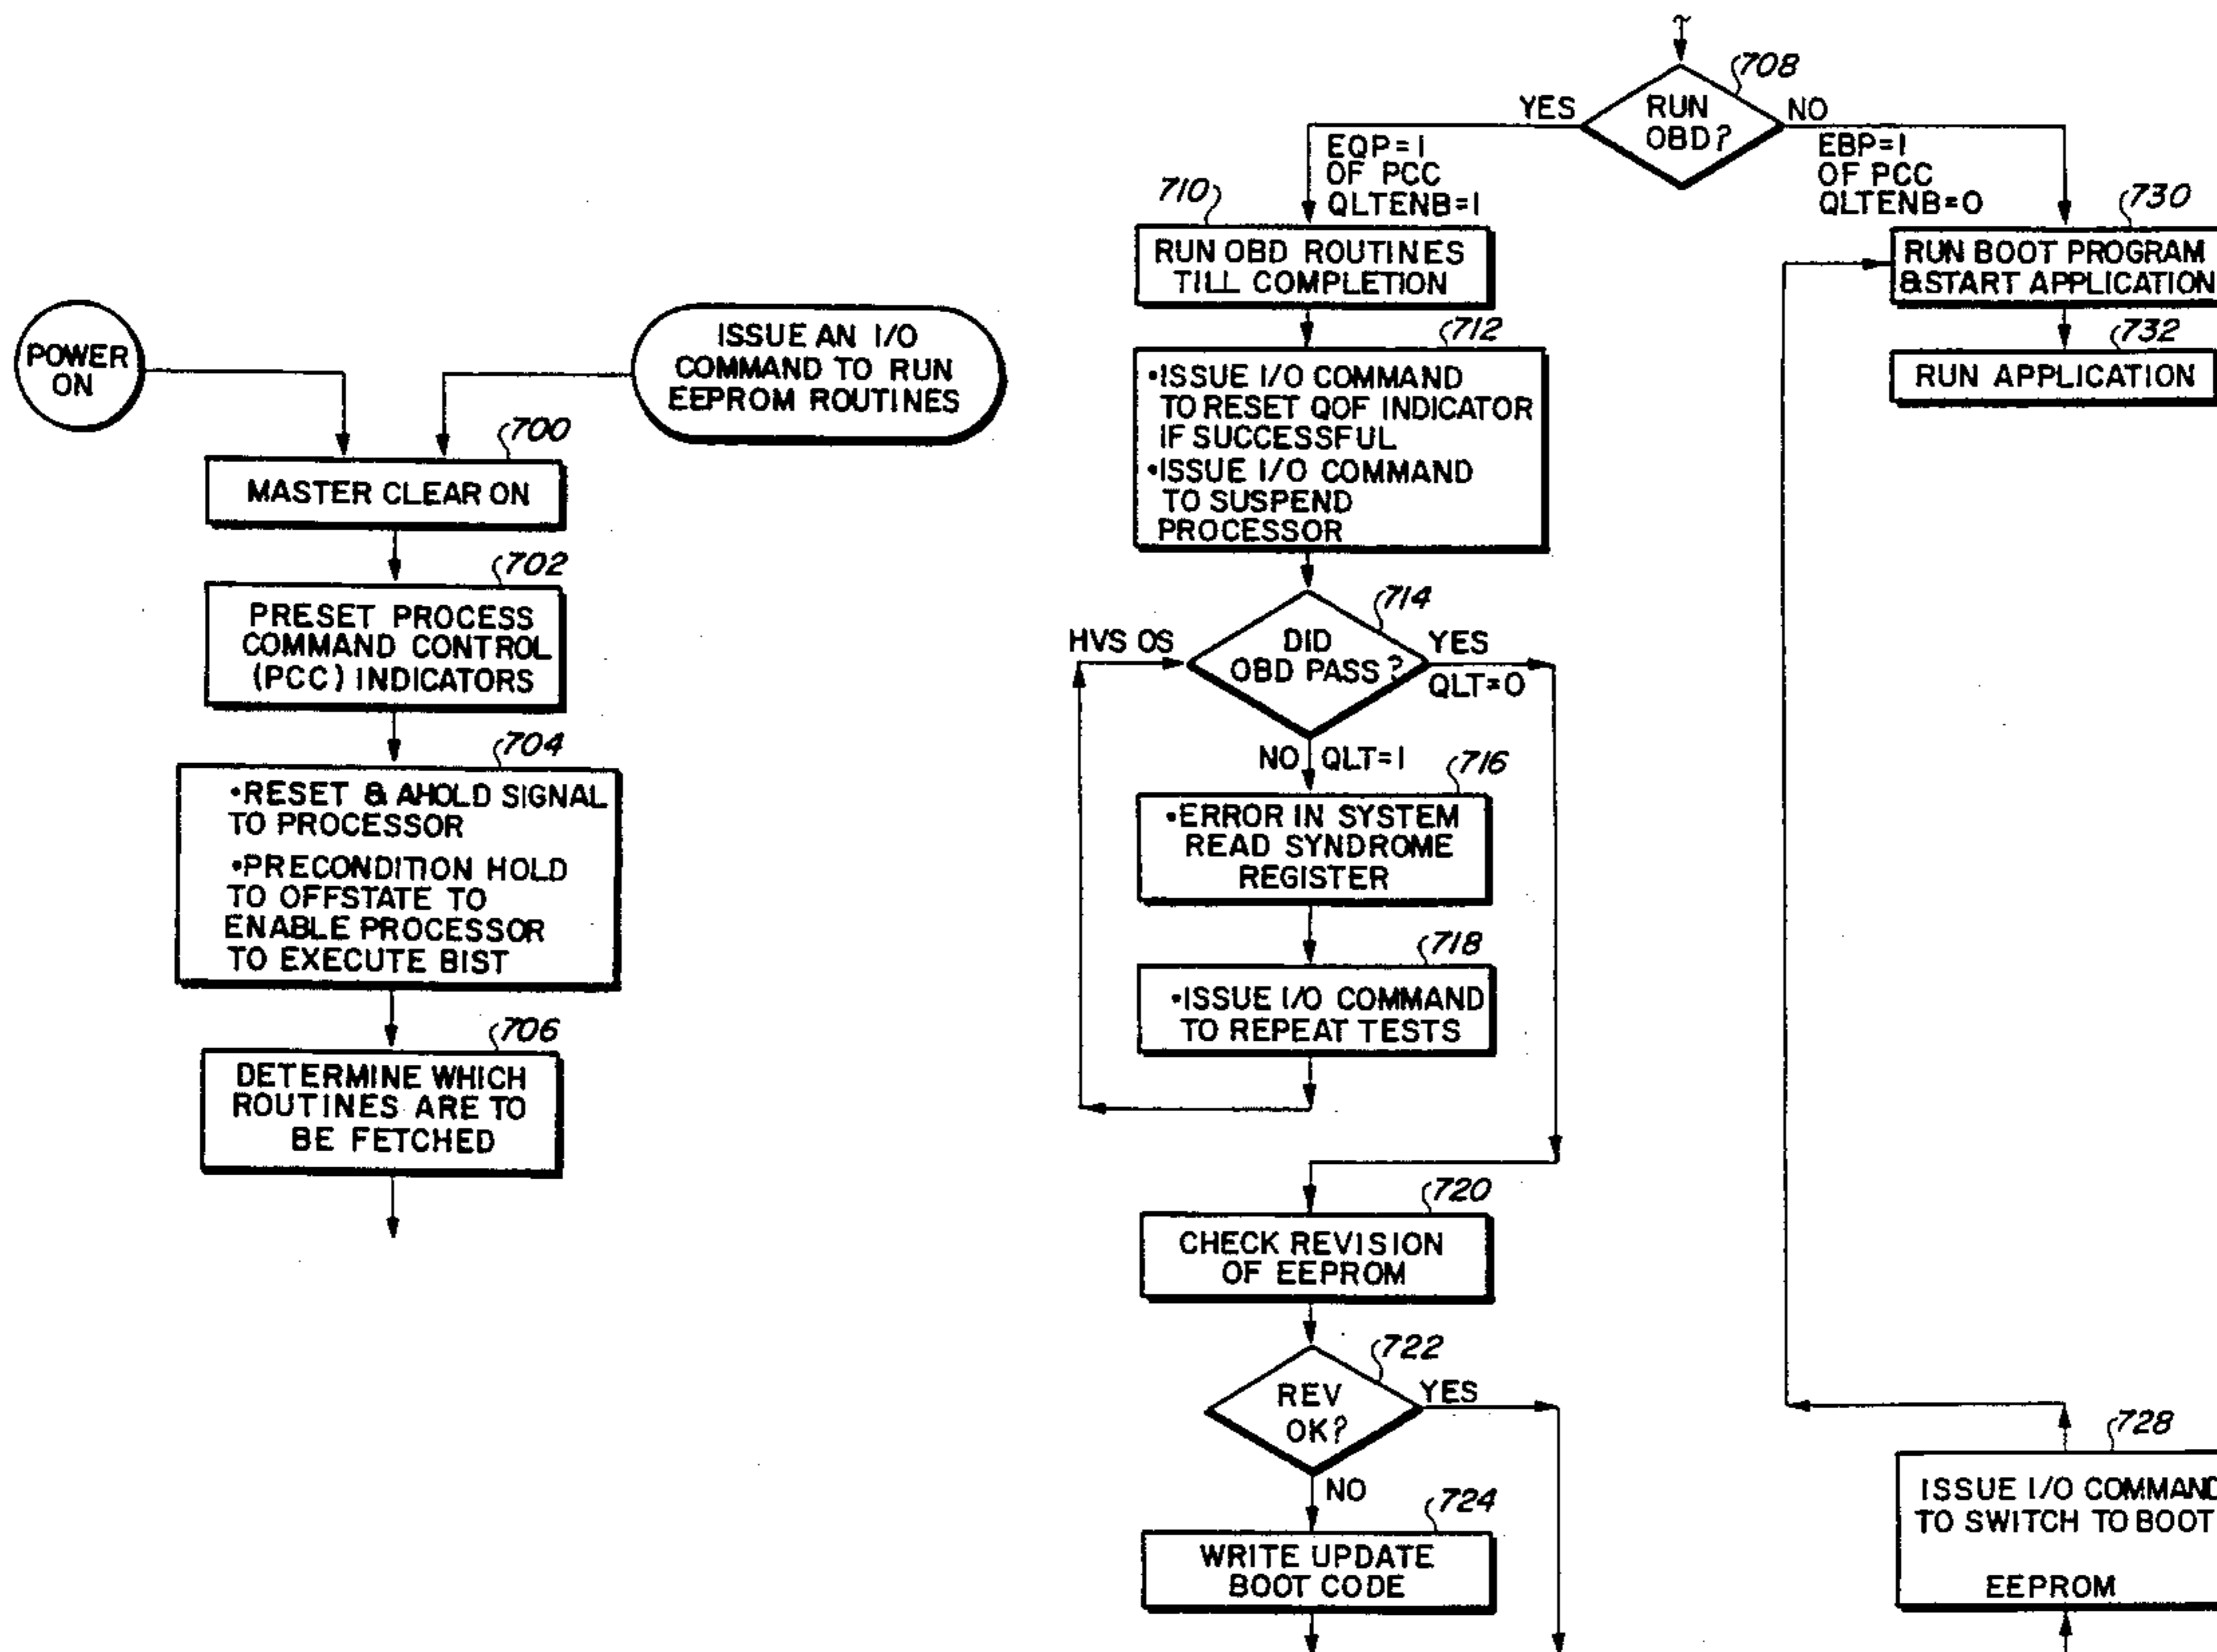 POWER
ON
ISSUE AN I/O
COMMAND TO RUN
EEPROM ROUTINES
700
MASTER CLEAR ON
702
PRESET PROCESS
COMMAND CONTROL
(PCC) INDICATORS
704
•RESET & AHOLD SIGNAL
TO PROCESSOR
•PRECONDITION HOLD
TO OFFSTATE TO
ENABLE PROCESSOR
TO EXECUTE BIST
706
DETERMINE WHICH
ROUTINES ARE TO
BE FETCHED
708
RUN
OBD?
YES
EQP=1
OF PCC
QLTENB=1
NO
EBP=1
OF PCC
QLTENB=0
710
RUN OBD ROUTINES
TILL COMPLETION
712
•ISSUE I/O COMMAND
TO RESET QOF INDICATOR
IF SUCCESSFUL
•ISSUE I/O COMMAND
TO SUSPEND
PROCESSOR
714
HVS OS
DID
OBD PASS?
YES
QLT=0
NO QLT=1
716
•ERROR IN SYSTEM
READ SYNDROME
REGISTER
718
•ISSUE I/O COMMAND
TO REPEAT TESTS
720
CHECK REVISION
OF EEPROM
722
REV
OK?
YES
NO
724
WRITE UPDATE
BOOT CODE
730
RUN BOOT PROGRAM
&START APPLICATION
732
RUN APPLICATION
728
ISSUE I/O COMMAND
TO SWITCH TO BOOT
EEPROM